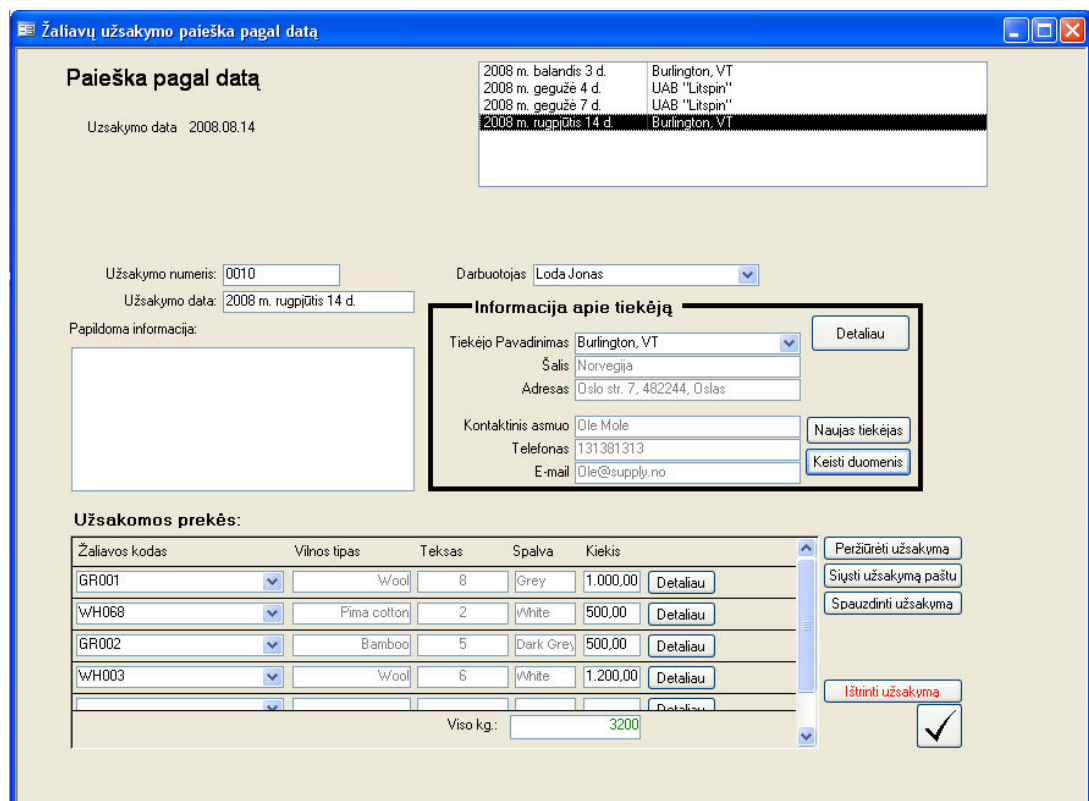 Žaliavų užsakymo paieška pagal datą
Paieška pagal datą
2008 m. balandis 3 d. Burlington, VT
2008 m. gegužė 4 d. UAB "Litspin"
2008 m. gegužė 7 d. UAB "Litspin"
2008 m. rugpjūtis 14 d. Burlington, VT
Uzsakymo data 2008.08.14
Užsakymo numeris: 0010
Darbuotojas Loda Jonas
Užsakymo data: 2008 m. rugpjūtis 14 d.
Papildoma informacija:
Informacija apie tiekėją
Detaliau
Tiekėjo Pavadinimas Burlington, VT
Šalis Norvegija
Adresas Oslo str. 7, 482244, Oslas
Kontaktinis asmuo Ole Mole
Naujas tiekėjas
Telefonas 131381313
Keisti duomenis
E-mail Ole@supply.no
Užsakomos prekės:
Žaliavos kodas Vilnos tipas Teksas Spalva Kiekis
GR001 Wool 8 Grey 1.000,00 Detaliau
WH068 Pima cotton 2 White 500,00 Detaliau
GR002 Bamboo 5 Dark Grey 500,00 Detaliau
WH003 Wool 6 White 1.200,00 Detaliau
Detaliau
Viso kg.: 3200
Peržiūrėti užsakymą
Siųsti užsakymą paštu
Spauzdinti užsakymą
Ištrinti užsakymą